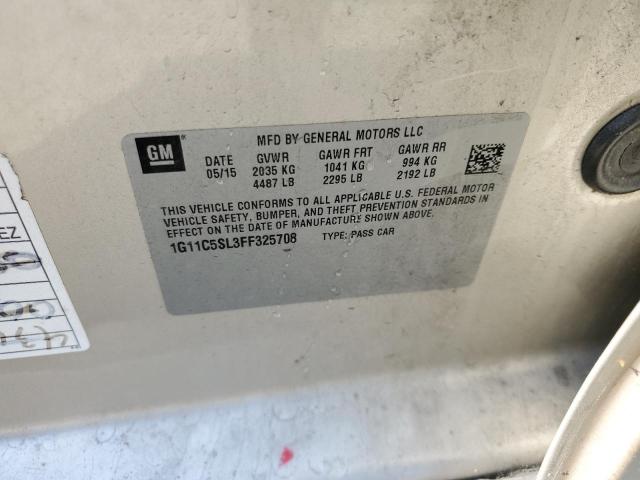 GM
MFD BY GENERAL MOTORS LLC
DATE GVWR GAWR FRT GAWR RR
05/15 2035 KG 1041 KG 994 KG
4487 LB 2295 LB 2192 LB
THIS VEHICLE CONFORMS TO ALL APPLICABLE U.S. FEDERAL MOTOR
VEHICLE SAFETY, BUMPER, AND THEFT PREVENTION STANDARDS IN
EFFECT ON THE DATE OF MANUFACTURE SHOWN ABOVE.
1G11C5SL3FF325708 TYPE: PASS CAR
EZ